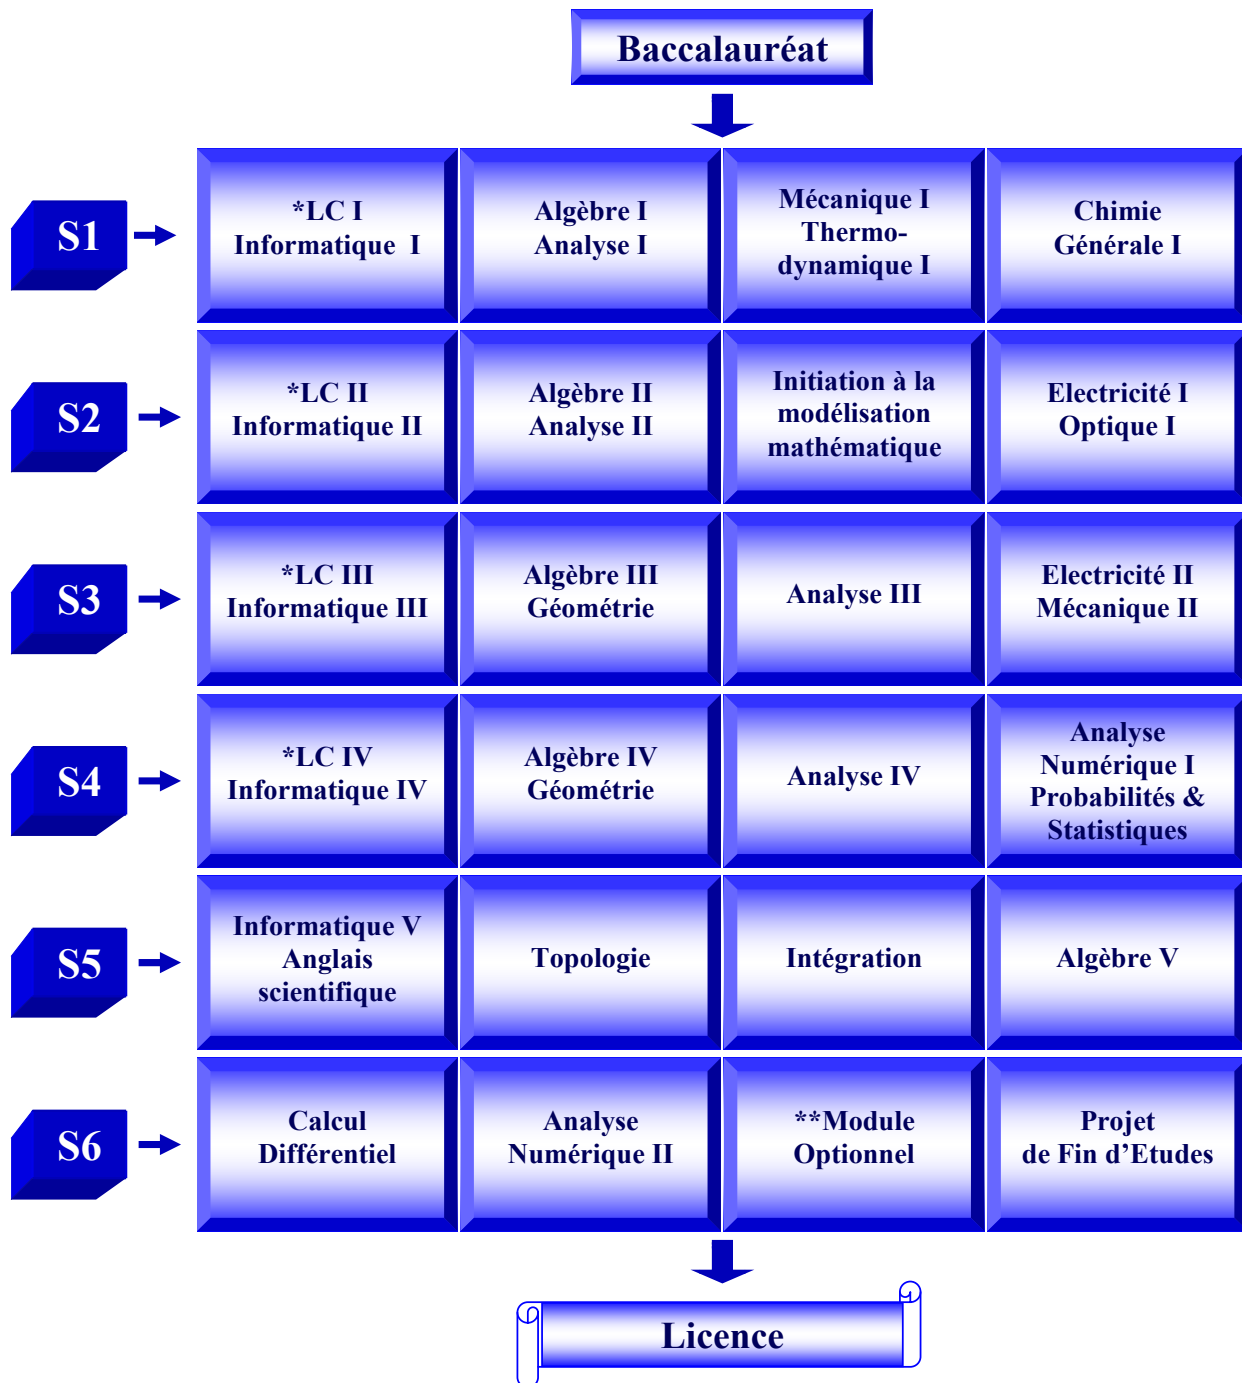 Baccalauréat
S1
*LC I
Informatique I
Algèbre I
Analyse I
Mécanique I
Thermo-
dynamique I
Chimie
Générale I
S2
*LC II
Informatique II
Algèbre II
Analyse II
Initiation à la
modélisation
mathématique
Electricité I
Optique I
S3
*LC III
Informatique III
Algèbre III
Géométrie
Analyse III
Electricité II
Mécanique II
S4
*LC IV
Informatique IV
Algèbre IV
Géométrie
Analyse IV
Analyse
Numérique I
Probabilités &
Statistiques
S5
Informatique V
Anglais
scientifique
Topologie
Intégration
Algèbre V
S6
Calcul
Différentiel
Analyse
Numérique II
**Module
Optionnel
Projet
de Fin d’Etudes
Licence